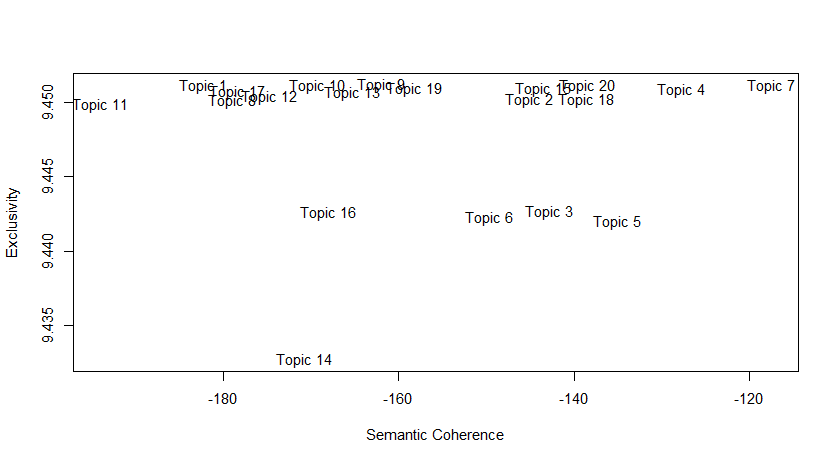 Topic 1
Topic 17
Topic 8
Topic 12
Topic 11
Topic 10
Topic 13
Topic 9
Topic 19
Topic 15
Topic 2
Topic 20
Topic 18
Topic 4
Topic 7
Topic 16
Topic 6
Topic 3
Topic 5
Topic 14
9.450
9.445
9.440
9.435
Exclusivity
-180
-160
-140
-120
Semantic Coherence